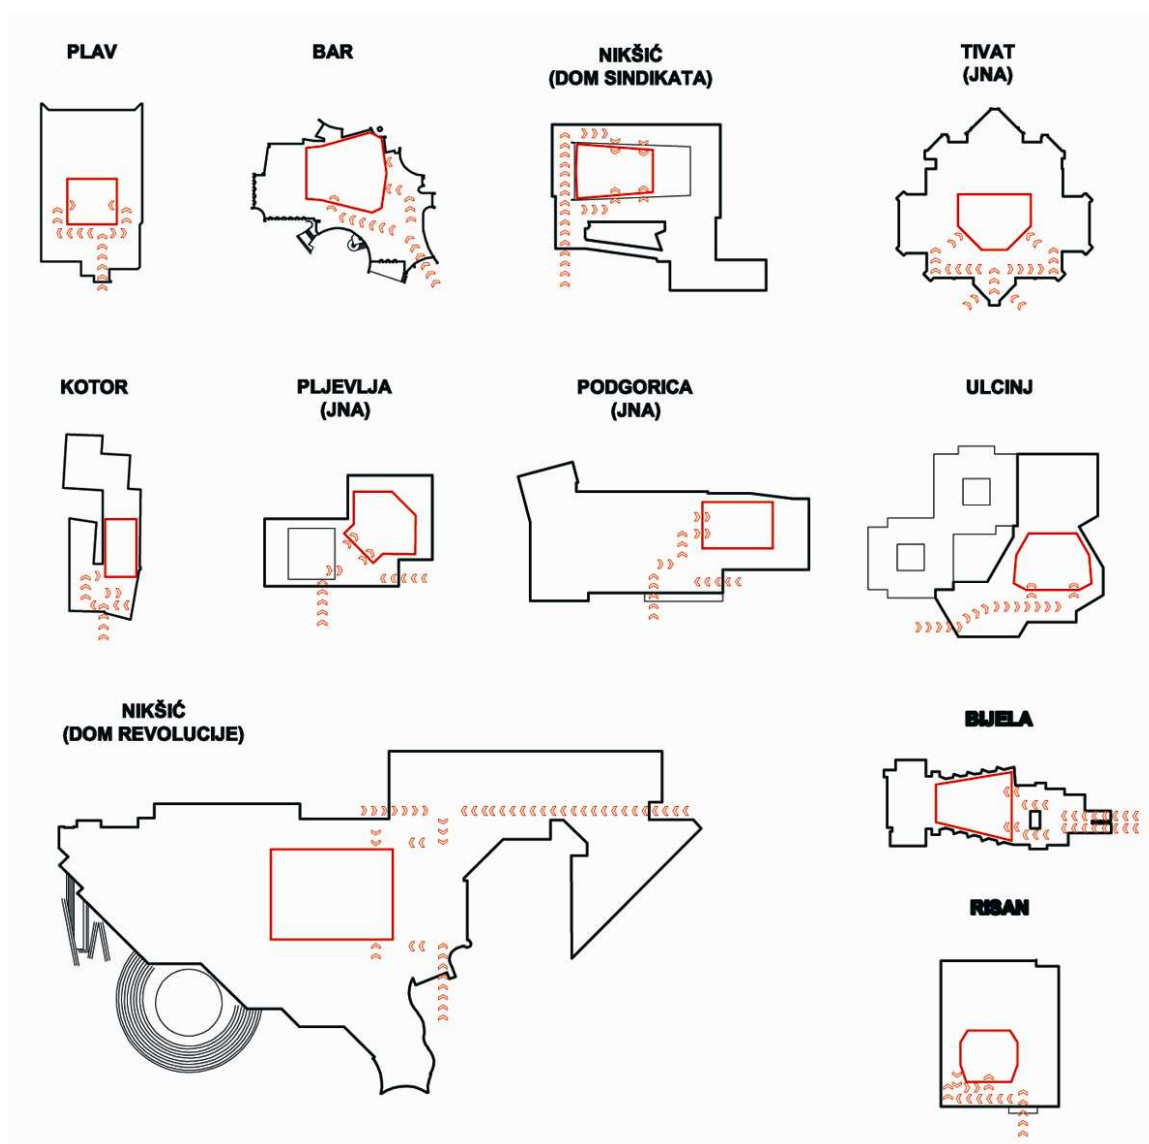 PLAV
BAR
NIKŠIĆ
(DOM SINDIKATA)
TIVAT
(JNA)
KOTOR
PLJEVLJA
(JNA)
PODGORICA
(JNA)
ULCINJ
NIKŠIĆ
(DOM REVOLUCIJE)
BIJELA
RISAN